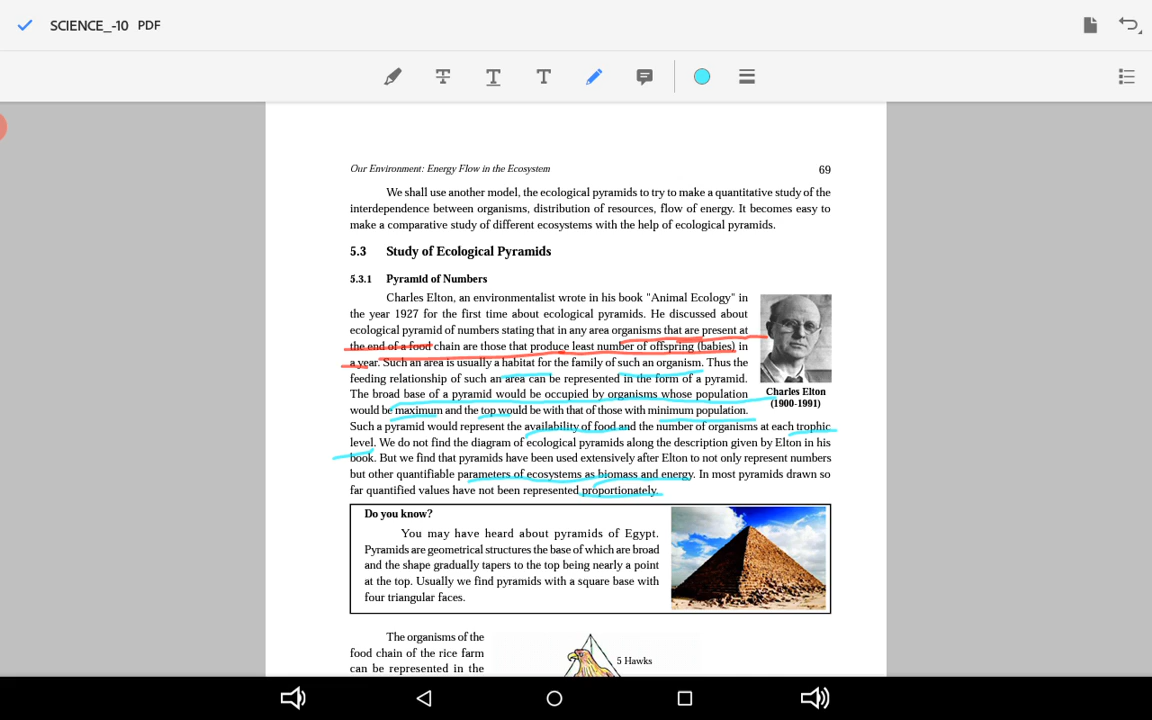 SCIENCE_-10 PDF
Our Environment: Energy Flow in the Ecosystem 69
We shall use another model, the ecological pyramids to try to make a quantitative study of the
interdependence between organisms, distribution of resources, flow of energy. It becomes easy to
make a comparative study of different ecosystems with the help of ecological pyramids.
5.3 Study of Ecological Pyramids
5.3.1 Pyramid of Numbers
Charles Elton, an environmentalist wrote in his book "Animal Ecology" in
the year 1927 for the first time about ecological pyramids. He discussed about
ecological pyramid of numbers stating that in any area organisms that are present at
the end of a food chain are those that produce least number of offspring (babies) in
a year. Such an area is usually a habitat for the family of such an organism. Thus the
feeding relationship of such an area can be represented in the form of a pyramid.
The broad base of a pyramid would be occupied by organisms whose population
would be maximum and the top would be with that of those with minimum population.
Such a pyramid would represent the availability of food and the number of organisms at each trophic
level. We do not find the diagram of ecological pyramids along the description given by Elton in his
book. But we find that pyramids have been used extensively after Elton to not only represent numbers
but other quantifiable parameters of ecosystems as biomass and energy. In most pyramids drawn so
far quantified values have not been represented proportionately.
Charles Elton
(1900-1991)
Do you know?
You may have heard about pyramids of Egypt.
Pyramids are geometrical structures the base of which are broad
and the shape gradually tapers to the top being nearly a point
at the top. Usually we find pyramids with a square base with
four triangular faces.
The organisms of the
food chain of the rice farm
can be represented in the
5 Hawks